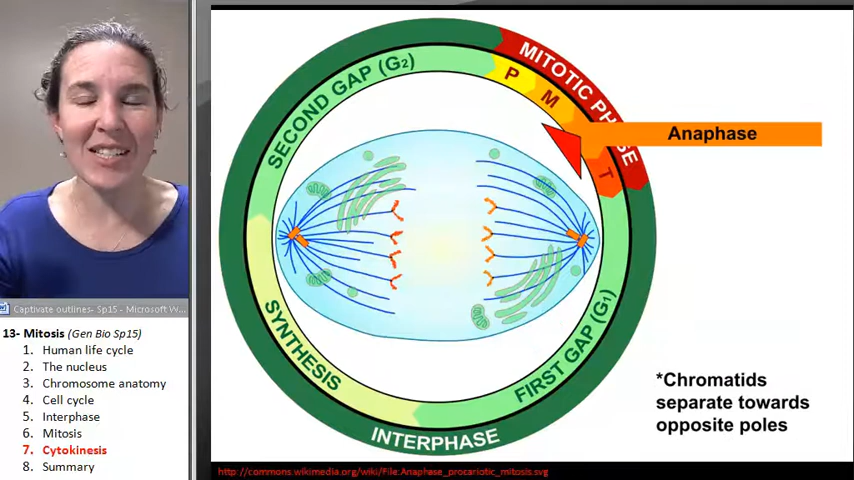 SECOND GAP (G2)
MITOTIC PHASE
P
M
Anaphase
T
SYNTHESIS
FIRST GAP (G1)
INTERPHASE
*Chromatids
separate towards
opposite poles
Captivate outlines- Sp15 - Microsoft W...
13- Mitosis (Gen Bio Sp15)
1. Human life cycle
2. The nucleus
3. Chromosome anatomy
4. Cell cycle
5. Interphase
6. Mitosis
7. Cytokinesis
8. Summary
http://commons.wikimedia.org/wiki/File:Anaphase_procariotic_mitosis.svg